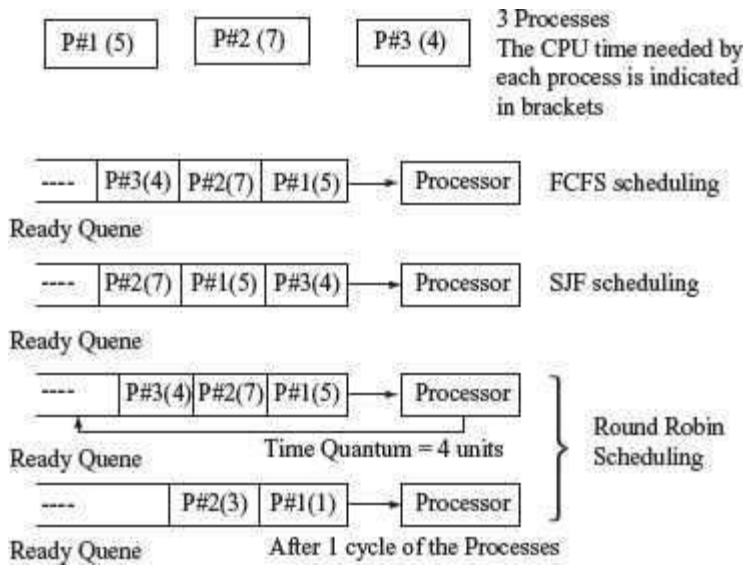 P#1 (5) P#2 (7) P#3 (4)
3 Processes
The CPU time needed by
each process is indicated
in brackets
---- P#3(4) P#2(7) P#1(5) Processor FCFS scheduling
Ready Quene
---- P#2(7) P#1(5) P#3(4) Processor SJF scheduling
Ready Quene
---- P#3(4) P#2(7) P#1(5) Processor
Time Quantum = 4 units
Ready Quene
Round Robin
Scheduling
---- P#2(3) P#1(1) Processor
Ready Quene
After 1 cycle of the Processes